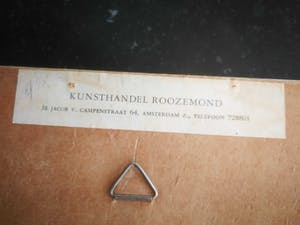 KUNSTHANDEL ROOZEMOND
JACOB V. CAMPENSTRAAT 64, AMSTERDAM Z., TELEFOON